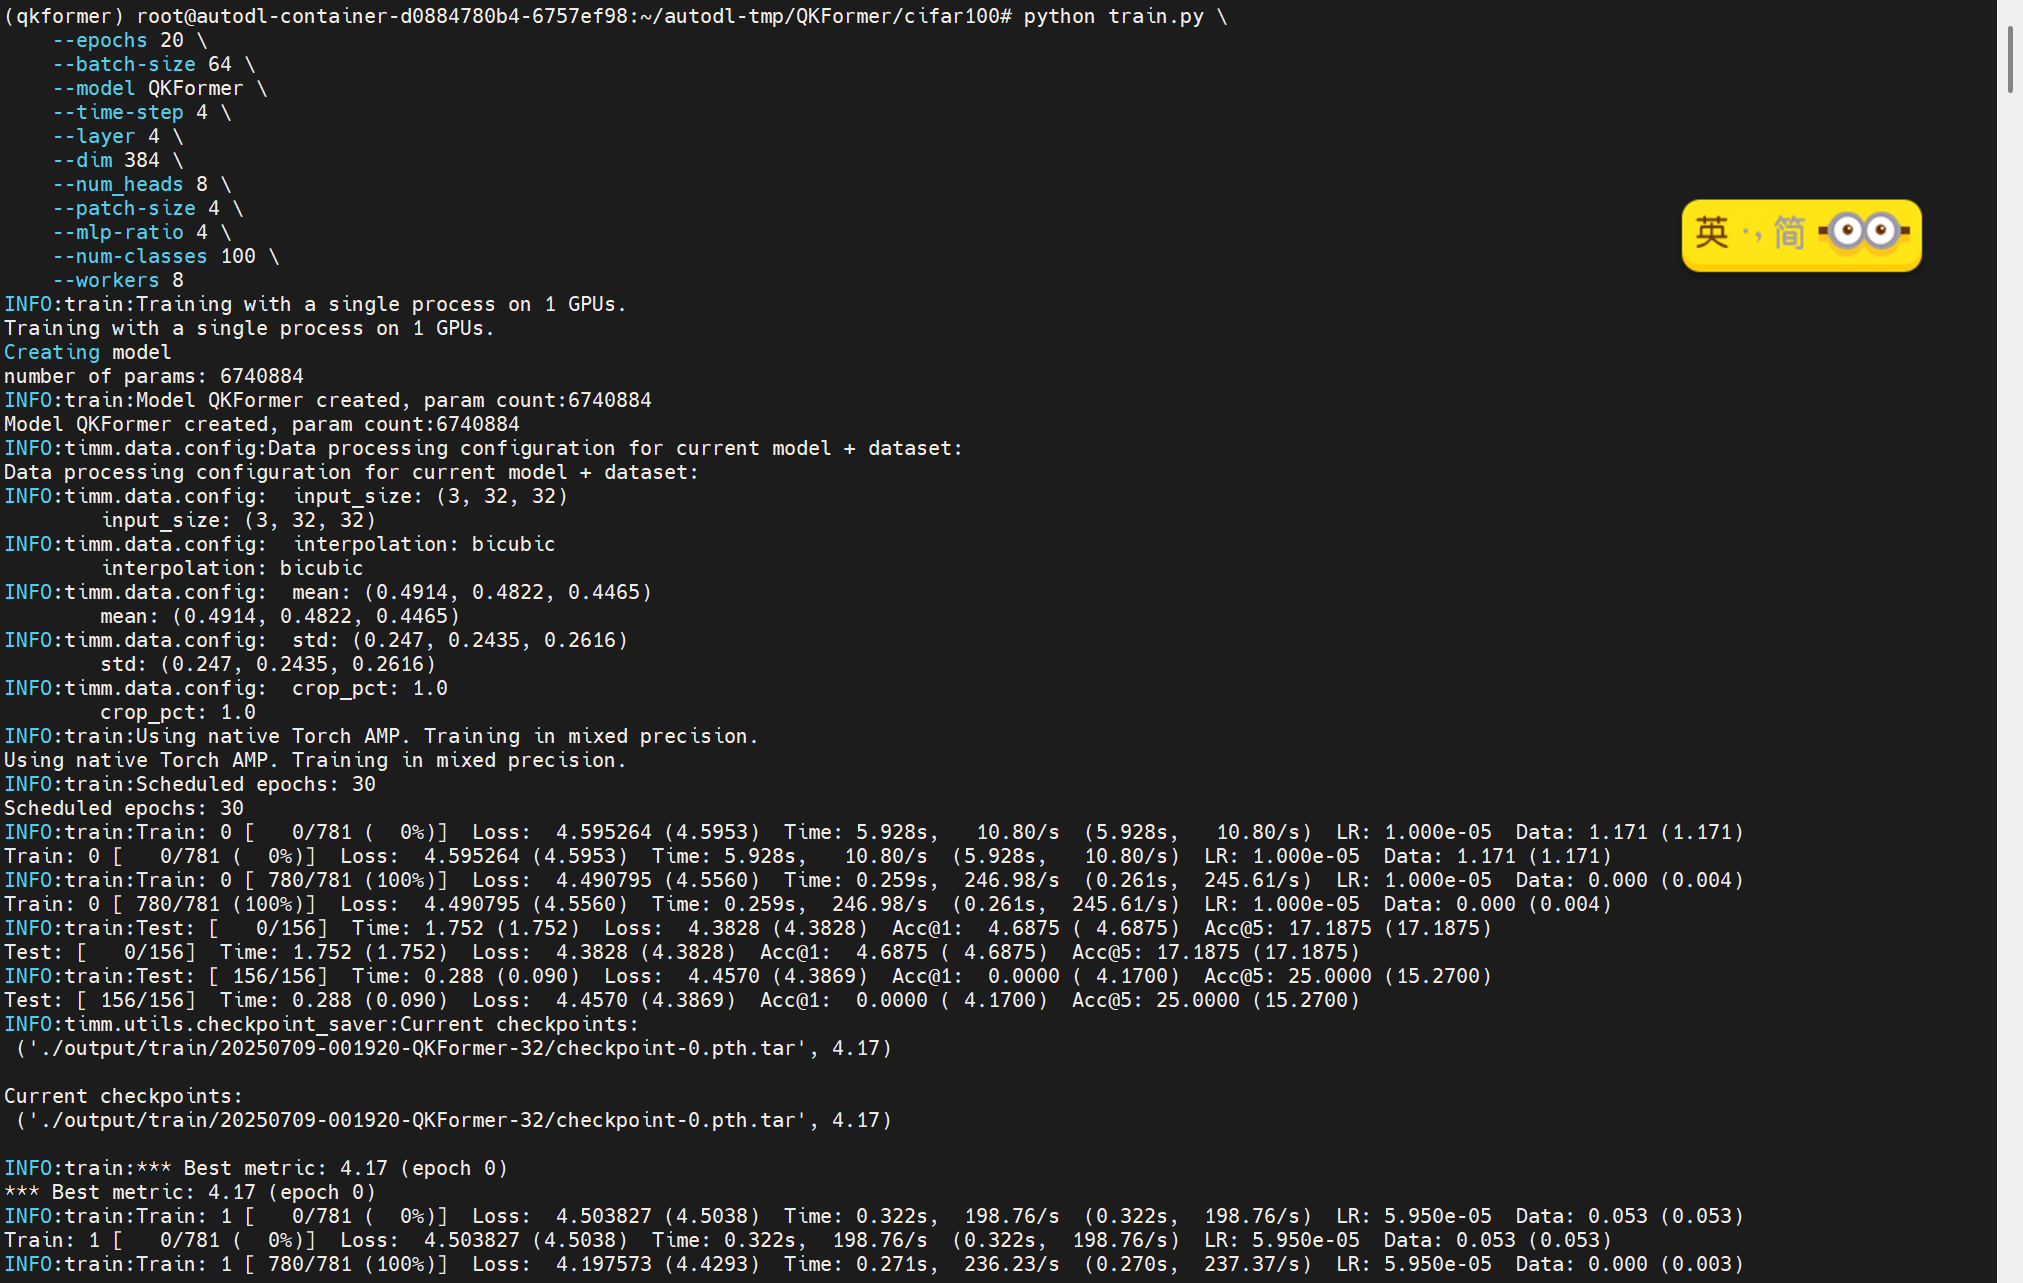 (qkformer) root@autodl-container-d0884780b4-6757ef98:~/autodl-tmp/QKFormer/cifar100# python train.py \
    --epochs 20 \
    --batch-size 64 \
    --model QKFormer \
    --time-step 4 \
    --layer 4 \
    --dim 384 \
    --num_heads 8 \
    --patch-size 4 \
    --mlp-ratio 4 \
    --num-classes 100 \
    --workers 8
英 ·, 简
INFO:train:Training with a single process on 1 GPUs.
Training with a single process on 1 GPUs.
Creating model
number of params: 6740884
INFO:train:Model QKFormer created, param count:6740884
Model QKFormer created, param count:6740884
INFO:timm.data.config:Data processing configuration for current model + dataset:
Data processing configuration for current model + dataset:
INFO:timm.data.config:  input_size: (3, 32, 32)
        input_size: (3, 32, 32)
INFO:timm.data.config:  interpolation: bicubic
        interpolation: bicubic
INFO:timm.data.config:  mean: (0.4914, 0.4822, 0.4465)
        mean: (0.4914, 0.4822, 0.4465)
INFO:timm.data.config:  std: (0.247, 0.2435, 0.2616)
        std: (0.247, 0.2435, 0.2616)
INFO:timm.data.config:  crop_pct: 1.0
        crop_pct: 1.0
INFO:train:Using native Torch AMP. Training in mixed precision.
Using native Torch AMP. Training in mixed precision.
INFO:train:Scheduled epochs: 30
Scheduled epochs: 30
INFO:train:Train: 0 [   0/781 (  0%)]  Loss:  4.595264 (4.5953)  Time: 5.928s,   10.80/s  (5.928s,   10.80/s)  LR: 1.000e-05  Data: 1.171 (1.171)
Train: 0 [   0/781 (  0%)]  Loss:  4.595264 (4.5953)  Time: 5.928s,   10.80/s  (5.928s,   10.80/s)  LR: 1.000e-05  Data: 1.171 (1.171)
INFO:train:Train: 0 [ 780/781 (100%)]  Loss:  4.490795 (4.5560)  Time: 0.259s,  246.98/s  (0.261s,  245.61/s)  LR: 1.000e-05  Data: 0.000 (0.004)
Train: 0 [ 780/781 (100%)]  Loss:  4.490795 (4.5560)  Time: 0.259s,  246.98/s  (0.261s,  245.61/s)  LR: 1.000e-05  Data: 0.000 (0.004)
INFO:train:Test: [   0/156]  Time: 1.752 (1.752)  Loss:  4.3828 (4.3828)  Acc@1:  4.6875 ( 4.6875)  Acc@5: 17.1875 (17.1875)
Test: [   0/156]  Time: 1.752 (1.752)  Loss:  4.3828 (4.3828)  Acc@1:  4.6875 ( 4.6875)  Acc@5: 17.1875 (17.1875)
INFO:train:Test: [ 156/156]  Time: 0.288 (0.090)  Loss:  4.4570 (4.3869)  Acc@1:  0.0000 ( 4.1700)  Acc@5: 25.0000 (15.2700)
Test: [ 156/156]  Time: 0.288 (0.090)  Loss:  4.4570 (4.3869)  Acc@1:  0.0000 ( 4.1700)  Acc@5: 25.0000 (15.2700)
INFO:timm.utils.checkpoint_saver:Current checkpoints:
 ('./output/train/20250709-001920-QKFormer-32/checkpoint-0.pth.tar', 4.17)
Current checkpoints:
 ('./output/train/20250709-001920-QKFormer-32/checkpoint-0.pth.tar', 4.17)
INFO:train:*** Best metric: 4.17 (epoch 0)
*** Best metric: 4.17 (epoch 0)
INFO:train:Train: 1 [   0/781 (  0%)]  Loss:  4.503827 (4.5038)  Time: 0.322s,  198.76/s  (0.322s,  198.76/s)  LR: 5.950e-05  Data: 0.053 (0.053)
Train: 1 [   0/781 (  0%)]  Loss:  4.503827 (4.5038)  Time: 0.322s,  198.76/s  (0.322s,  198.76/s)  LR: 5.950e-05  Data: 0.053 (0.053)
INFO:train:Train: 1 [ 780/781 (100%)]  Loss:  4.197573 (4.4293)  Time: 0.271s,  236.23/s  (0.270s,  237.37/s)  LR: 5.950e-05  Data: 0.000 (0.003)